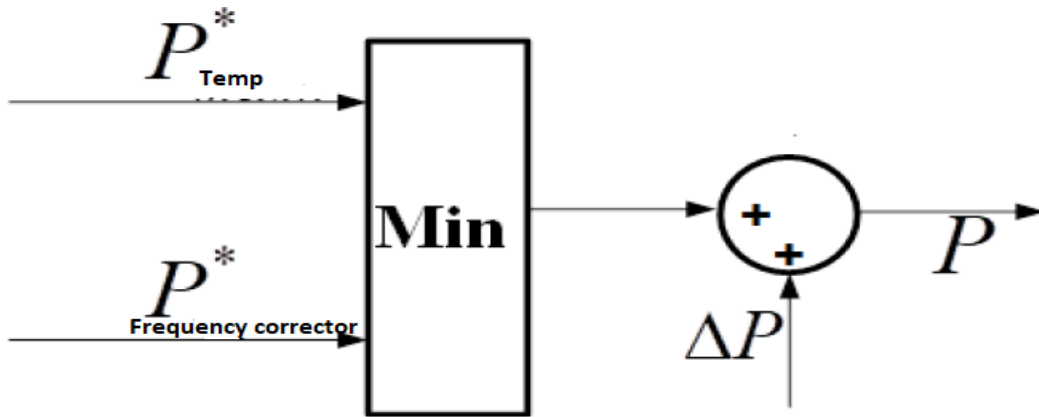 P*
Temp
P*
Frequency corrector
Min
+
+
P
ΔP